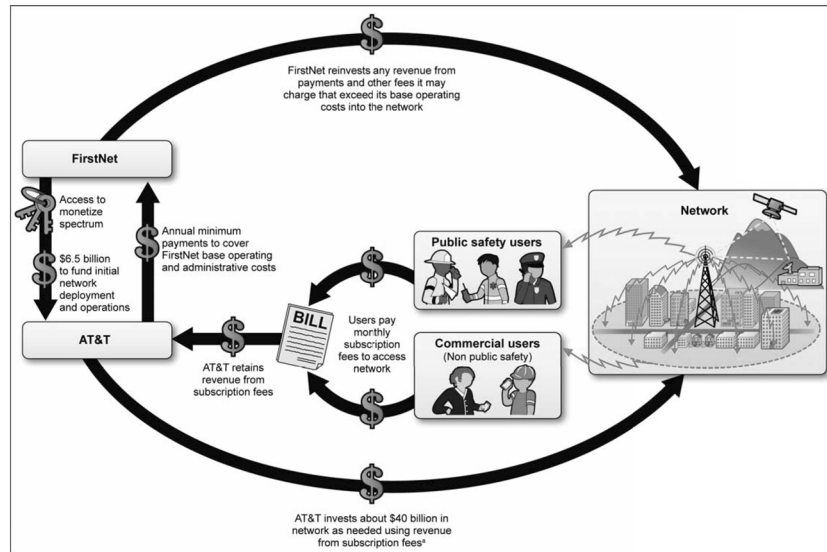 FirstNet reinvests any revenue from
payments and other fees it may
charge that exceed its base operating
costs into the network
FirstNet
Access to
monetize
spectrum
$6.5 billion
to fund initial
network
deployment
and operations
Annual minimum
payments to cover
FirstNet base operating
and administrative costs
AT&T
AT&T retains
revenue from
subscription fees
BILL
Users pay
monthly
subscription
fees to access
network
Public safety users
Commercial users
(Non public safety)
Network
AT&T invests about $40 billion in
network as needed using revenue
from subscription feesª